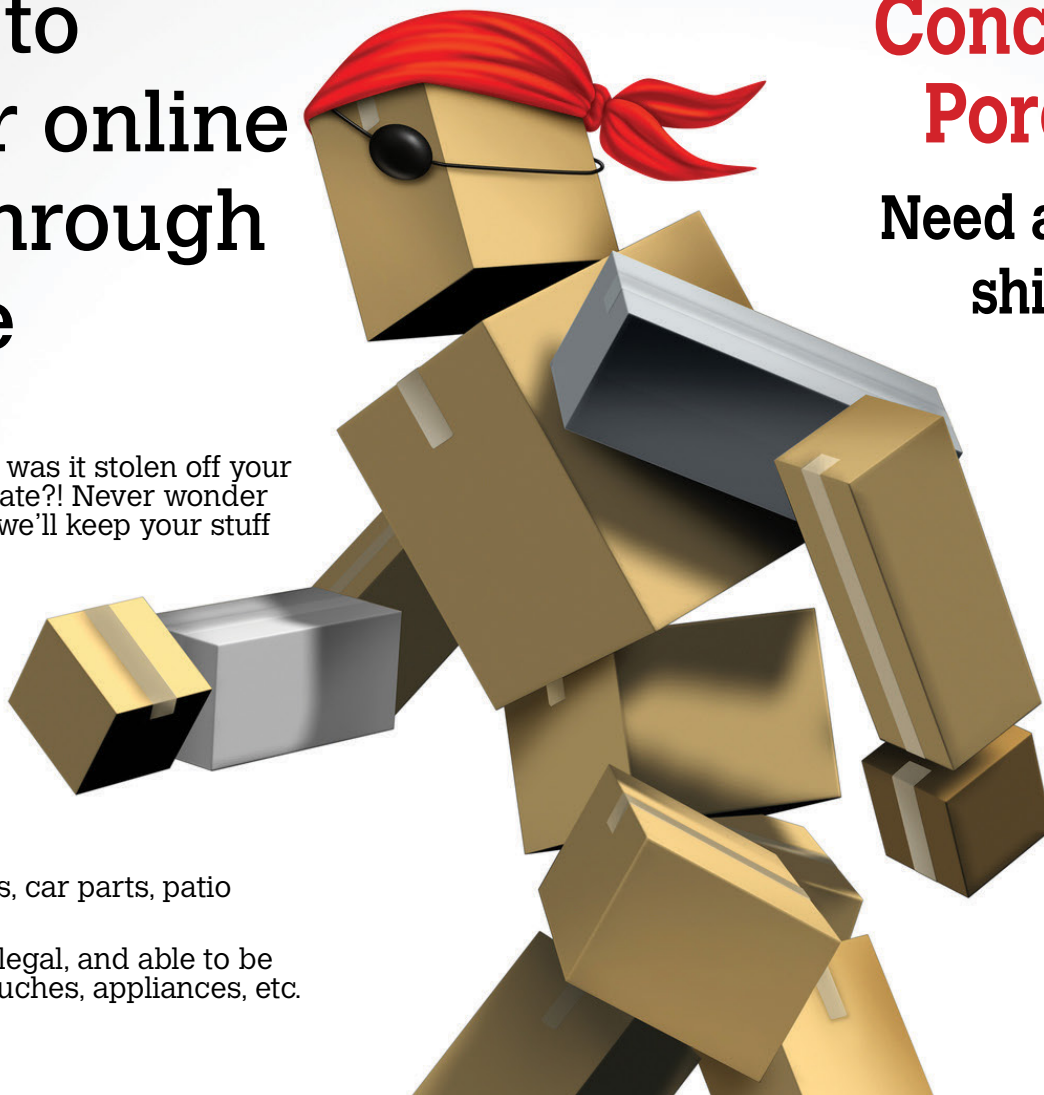 to
r online
hrough
e
was it stolen off your
ate?! Never wonder
we’ll keep your stuff
s, car parts, patio
legal, and able to be
uches, appliances, etc.
Conc
Por
Need a
shi